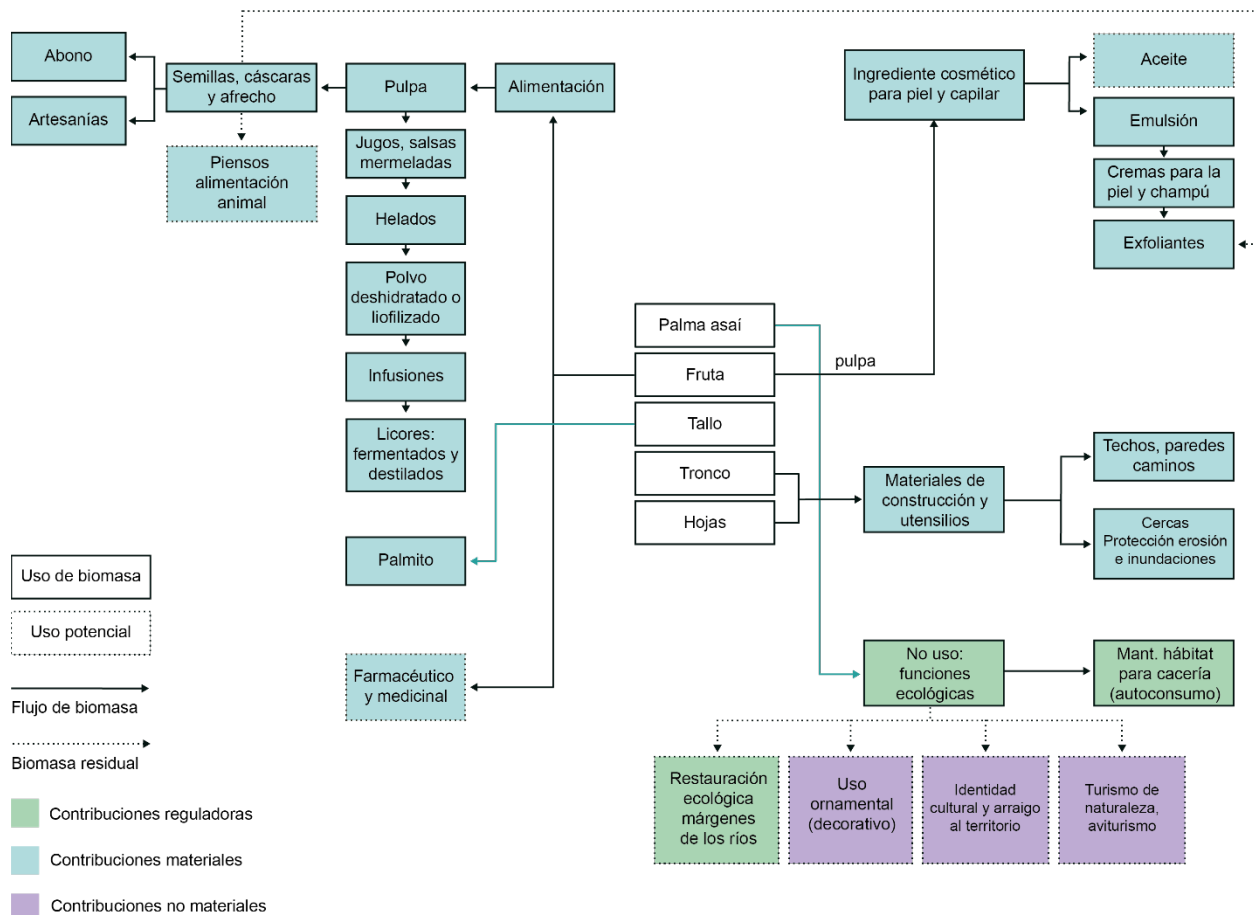 Abono
Artesanías
Semillas, cáscaras
y afrecho
Piensos
alimentación
animal
Pulpa
Alimentación
Jugos, salsas
mermeladas
Helados
Polvo
deshidratado o
liofilizado
Infusiones
Licores:
fermentados y
destilados
Palmito
Farmacéutico
y medicinal
Palma asaí
Fruta
Tallo
Tronco
Hojas
pulpa
Ingrediente cosmético
para piel y capilar
Aceite
Emulsión
Cremas para la
piel y champú
Exfoliantes
Materiales de
construcción y
utensilios
Techos, paredes
caminos
Cercas
Protección erosión
e inundaciones
No uso:
funciones
ecológicas
Mant. hábitat
para cacería
(autoconsumo)
Restauración
ecológica
márgenes
de los ríos
Uso
ornamental
(decorativo)
Identidad
cultural y arraigo
al territorio
Turismo de
naturaleza,
aviturismo
Uso de biomasa
Uso potencial
Flujo de biomasa
Biomasa residual
Contribuciones reguladoras
Contribuciones materiales
Contribuciones no materiales